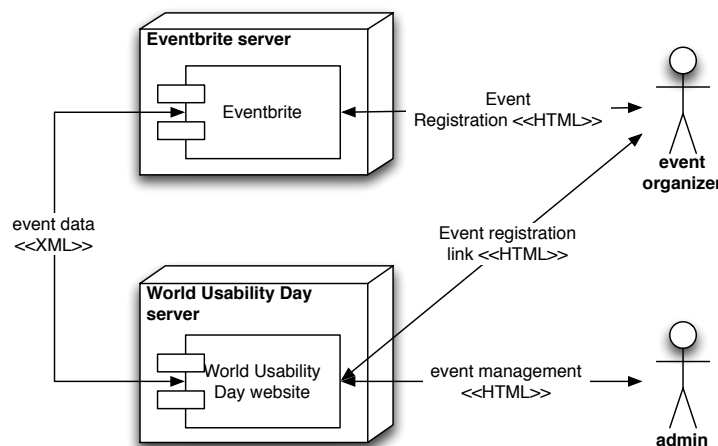 Eventbrite server
Eventbrite
Event
Registration <<HTML>>
event
organizer
event data
<<XML>>
Event registration
link <<HTML>>
World Usability Day
server
World Usability
Day website
event management
<<HTML>>
admin